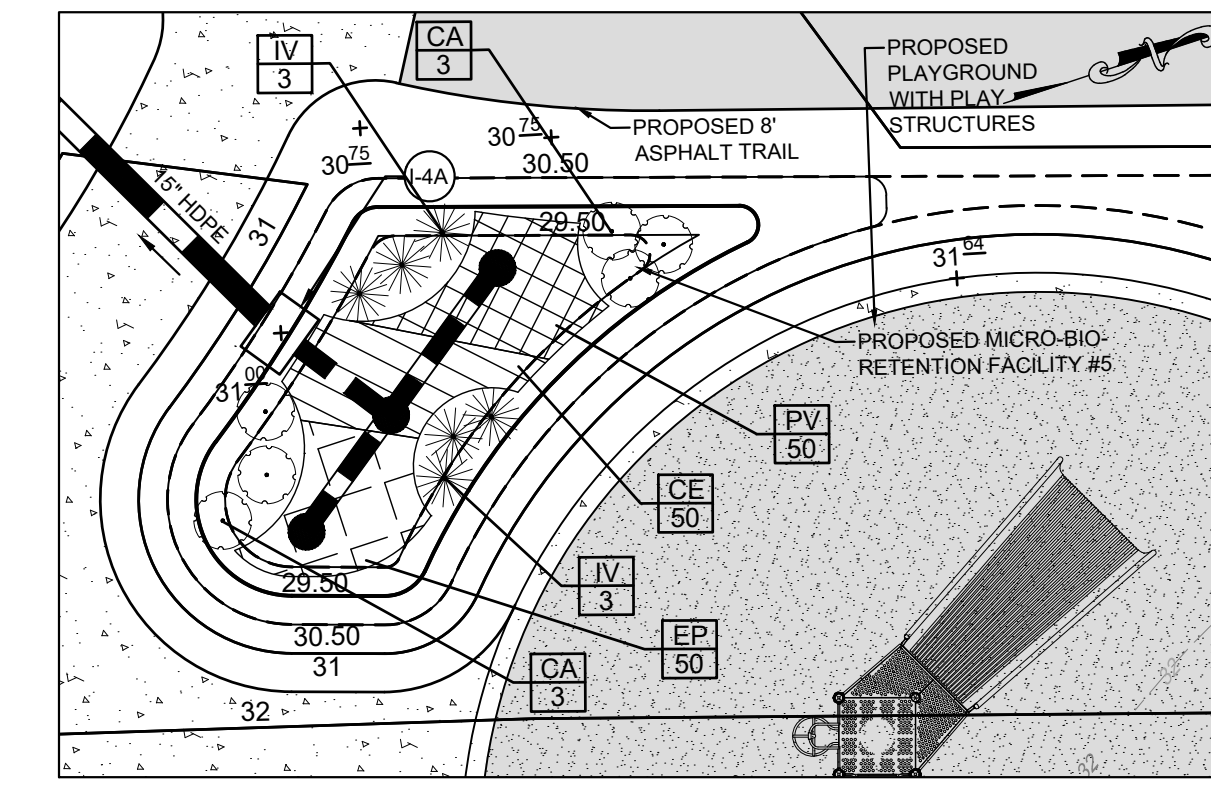 IV
3
CA
3
PROPOSED
PLAYGROUND
WITH PLAY
STRUCTURES
PROPOSED 8'
ASPHALT TRAIL
30 75
30 75
30.50
I-4A
15" HDPE
31
29.50
31 64
PROPOSED MICRO-BIO-
RETENTION FACILITY #5
31 00
PV
50
CE
50
IV
3
EP
50
CA
3
29.50
30.50
31
32
32
32